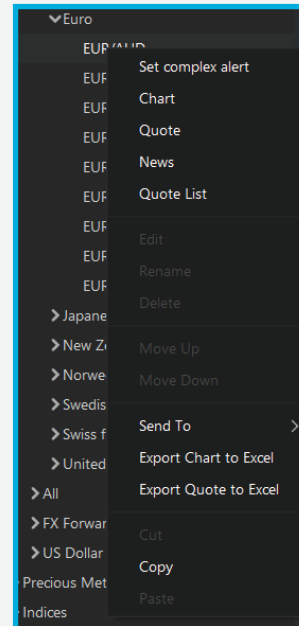 Euro
EUR/AUD
EUR
EUR
EUR
EUR
EUR
EUR
EUR
EUR
Japane
New Ze
Norwe
Swedis
Swiss f
United
All
FX Forwar
US Dollar
Precious Met
Indices
Set complex alert
Chart
Quote
News
Quote List
Edit
Rename
Delete
Move Up
Move Down
Send To
Export Chart to Excel
Export Quote to Excel
Cut
Copy
Paste